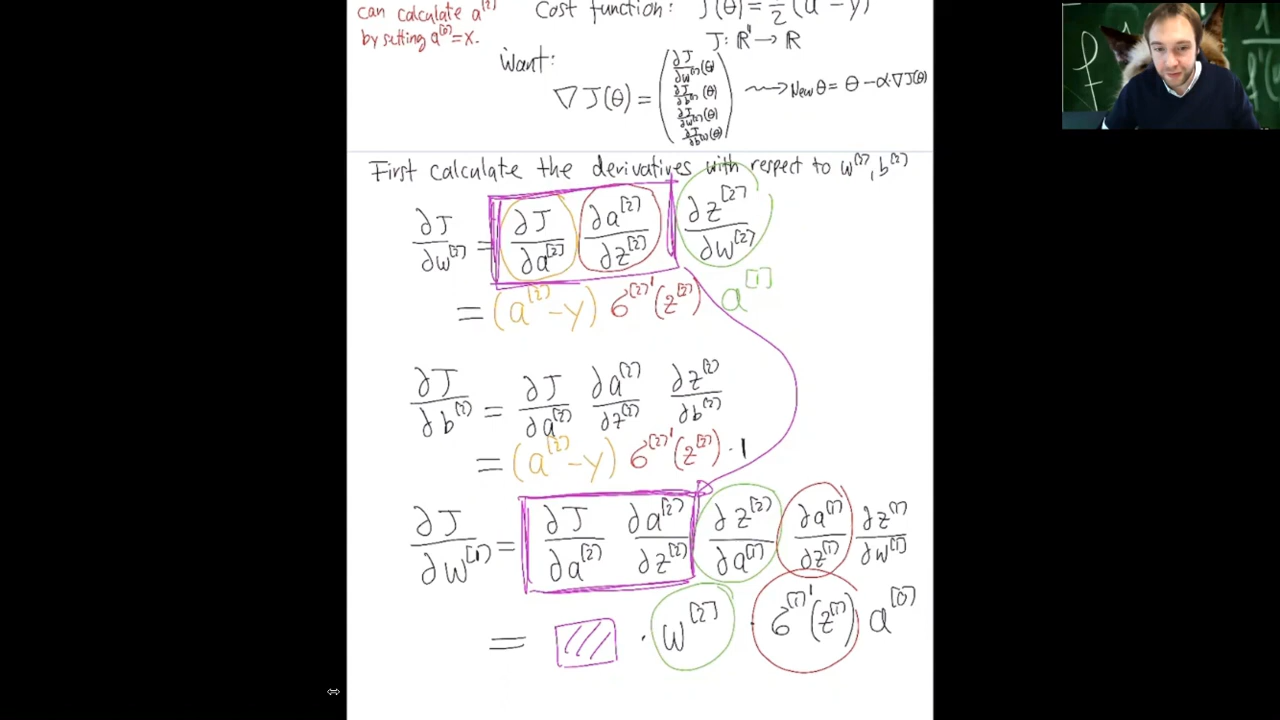 can calculate a^[2]
by setting a^[0]=x.
Cost function: J(θ)=1/2(a - y)
J: ℝ⁴ → ℝ
Want:
∇J(θ) = (∂J/∂w^[1](θ) ∂J/∂b^[1](θ) ∂J/∂w^[2](θ) ∂J/∂b^[2](θ)) ⟿ New θ = θ - α·∇J(θ)
First calculate the derivatives with respect to w^[2], b^[2]
∂J/∂w^[2] = ∂J/∂a^[2] ∂a^[2]/∂z^[2] ∂z^[2]/∂w^[2]
= (a^[2] - y) σ^[2]'(z^[2]) a^[1]
∂J/∂b^[2] = ∂J/∂a^[2] ∂a^[2]/∂z^[2] ∂z^[2]/∂b^[2]
= (a^[2] - y) σ^[2]'(z^[2]) · 1
∂J/∂w^[1] = ∂J/∂a^[2] ∂a^[2]/∂z^[2] ∂z^[2]/∂a^[1] ∂a^[1]/∂z^[1] ∂z^[1]/∂w^[1]
= · w^[2] · σ^[1]'(z^[1]) a^[0]